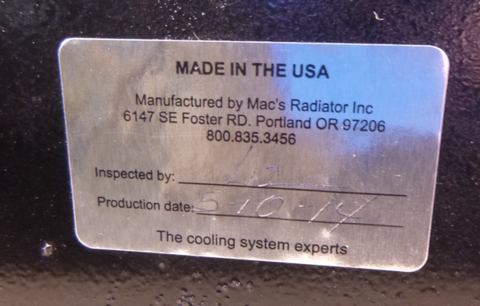 MADE IN THE USA
Manufactured by Mac's Radiator Inc
6147 SE Foster RD. Portland OR 97206
800.835.3456
Inspected by:
Production date: 5-10-14
The cooling system experts